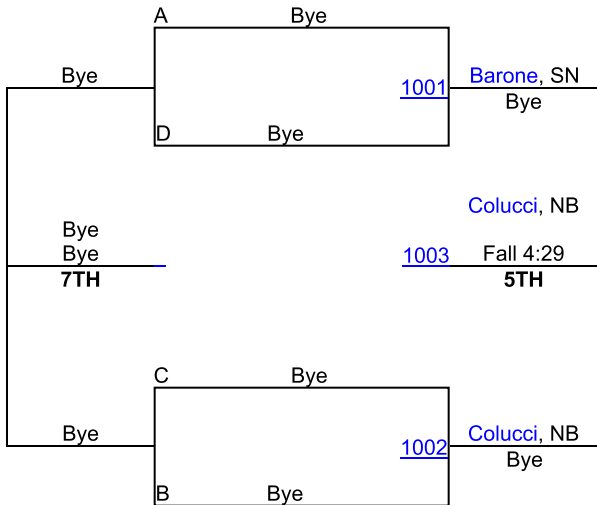 A Bye
Bye 1001 Barone, SN
Bye
D Bye
Colucci, NB
Bye
Bye 1003 Fall 4:29
7TH 5TH
C Bye
Bye 1002 Colucci, NB
Bye
B Bye